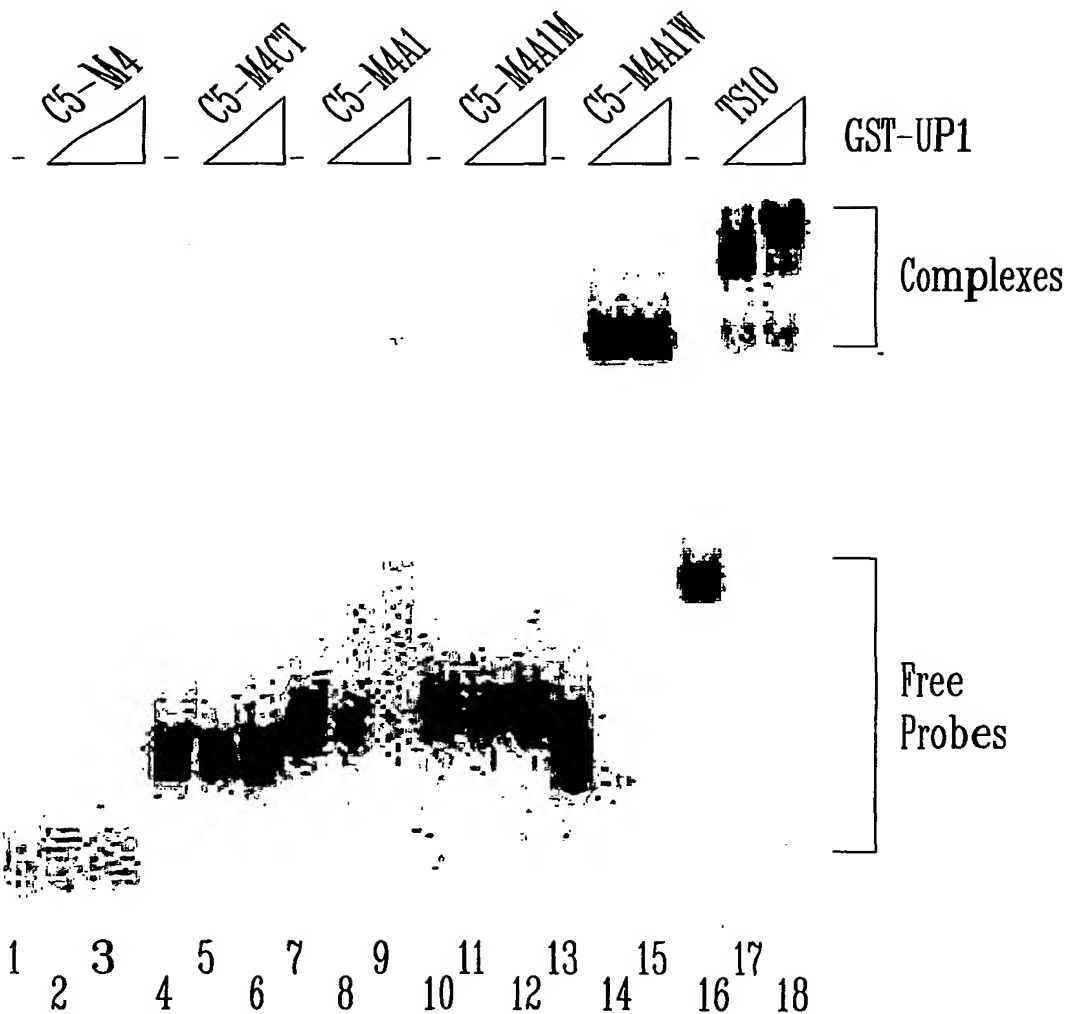 C5-M4 C5-M4CT C5-M4A1 C5-M4A1M C5-M4A1W TS10
- - - - - - GST-UP1
Complexes
Free
Probes
1 3 5 7 9 11 13 15 17
2 4 6 8 10 12 14 16 18